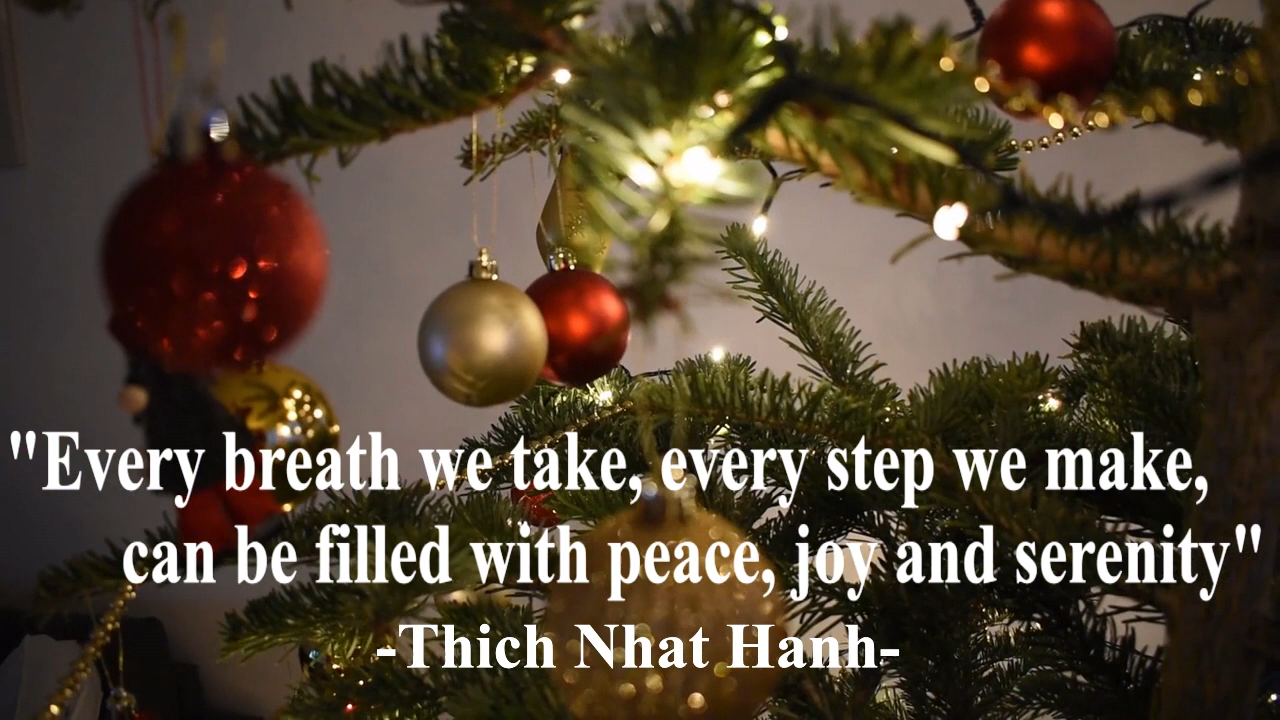 "Every breath we take, every step we make,
can be filled with peace, joy and serenity"
-Thich Nhat Hanh-